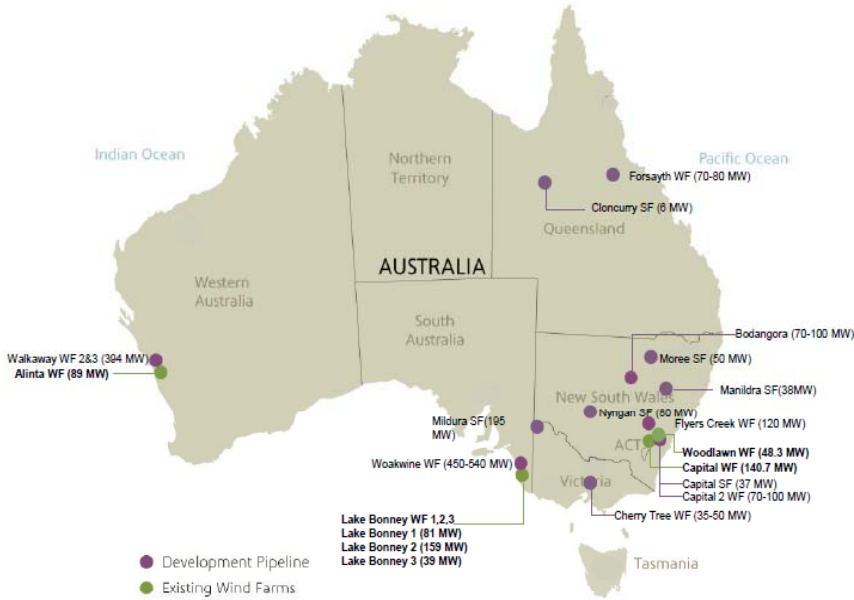 Indian Ocean
Northern
Territory
Pacific Ocean
Forsayth WF (70-80 MW)
Cloncurry SF (6 MW)
Queensland
AUSTRALIA
Western
Australia
South
Australia
Bodangora (70-100 MW)
Walkaway WF 2&3 (394 MW)
Alinta WF (89 MW)
Moree SF (50 MW)
Manildra SF(38MW)
New South Wales
Nyngan SF (80 MW)
Mildura SF(195
MW)
Flyers Creek WF (120 MW)
ACT
Woodlawn WF (48.3 MW)
Capital WF (140.7 MW)
Woakwine WF (450-540 MW)
Capital SF (37 MW)
Capital 2 WF (70-100 MW)
Victoria
Cherry Tree WF (35-50 MW)
Lake Bonney WF 1,2,3
Lake Bonney 1 (81 MW)
Lake Bonney 2 (159 MW)
Lake Bonney 3 (39 MW)
Development Pipeline
Existing Wind Farms
Tasmania